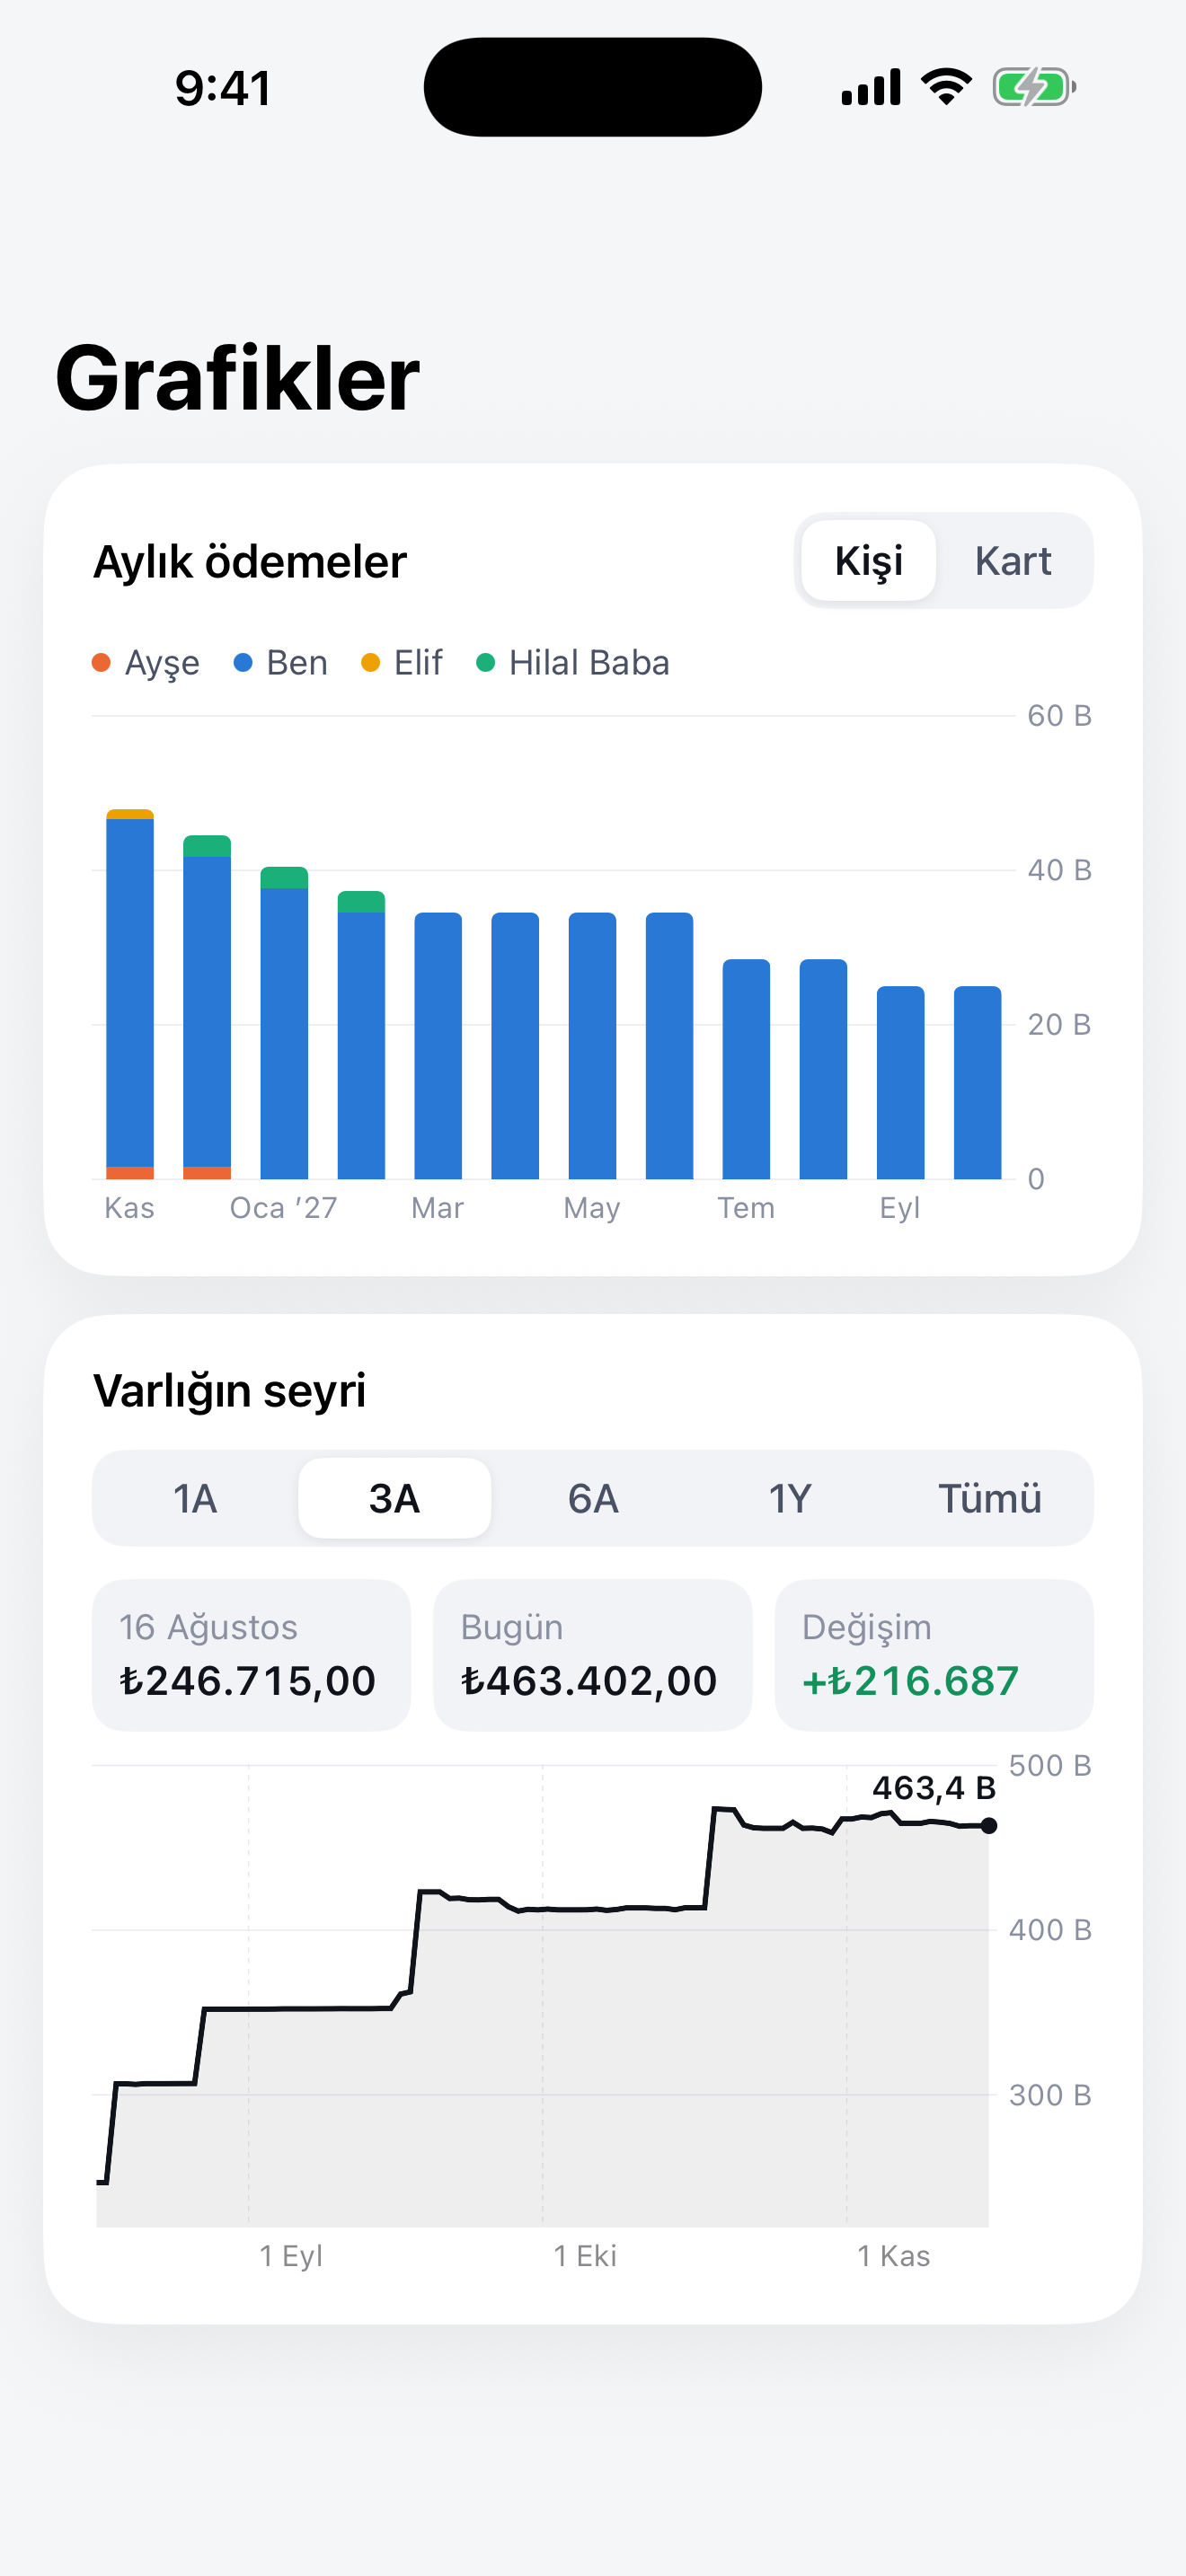 9:41
Grafikler
Aylık ödemeler
Kişi Kart
Ayşe Ben Elif Hilal Baba
60 B
40 B
20 B
0
Kas Oca ’27 Mar May Tem Eyl
Varlığın seyri
1A 3A 6A 1Y Tümü
16 Ağustos Bugün Değişim
₺246.715,00 ₺463.402,00 +₺216.687
500 B
463,4 B
400 B
300 B
1 Eyl 1 Eki 1 Kas